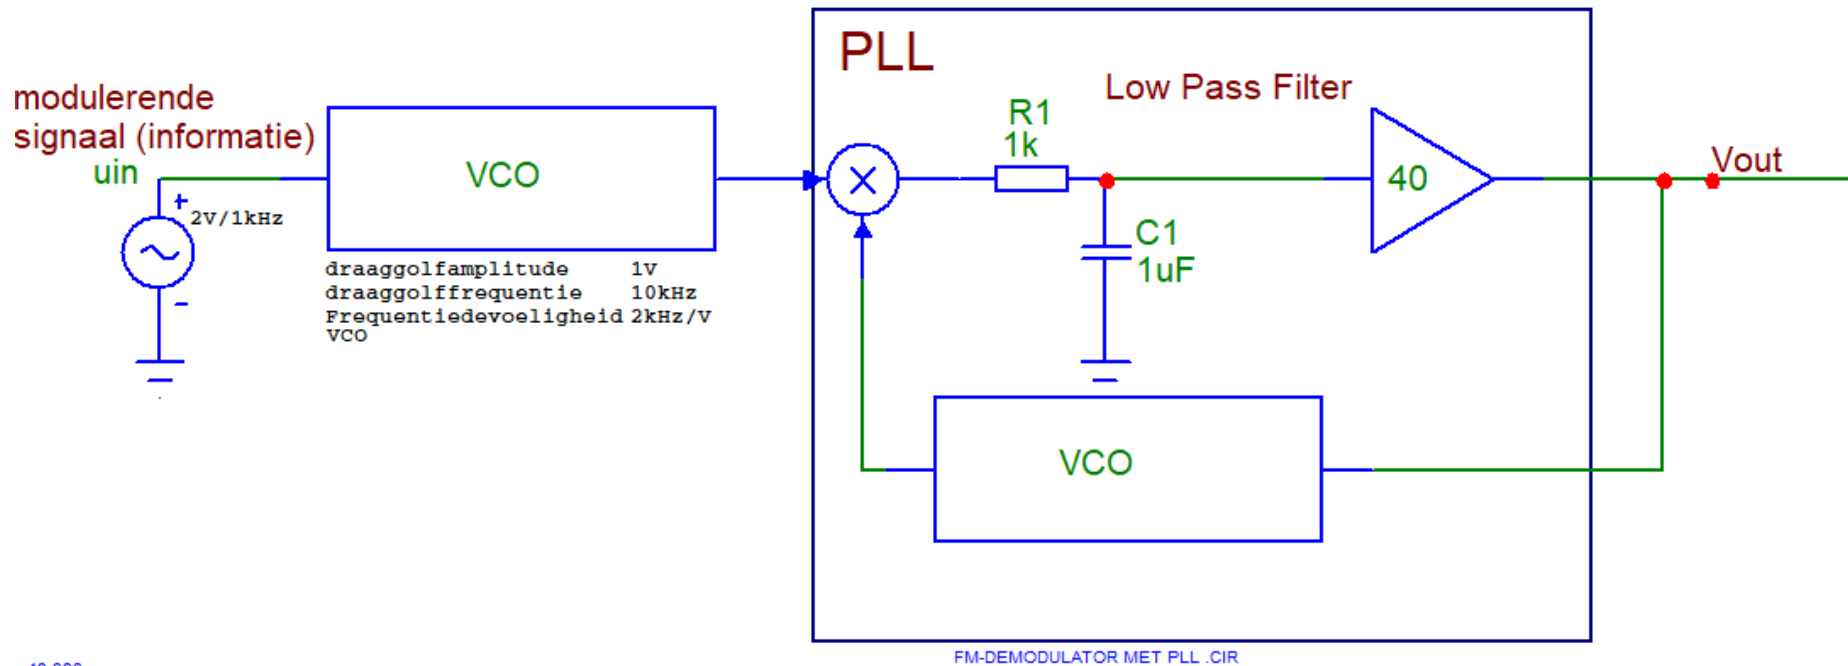 PLL
modulerende
signaal (informatie)
uin
+
2V/1kHz
-
VCO
draaggolfamplitude 1v
draaggolffrequentie 10kHz
Frequentiedevoeligheid 2kHz/V
VCO
R1
1k
Low Pass Filter
40
Vout
C1
1uF
VCO
FM-DEMODULATOR MET PLL .CIR